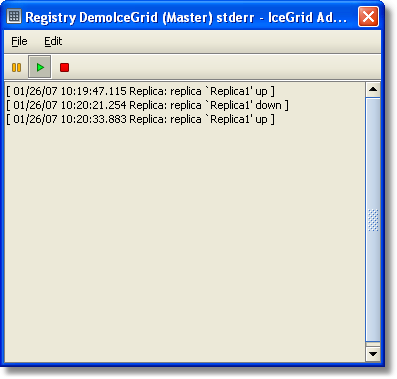 Registry DemoIceGrid (Master) stderr - IceGrid Ad...
File Edit
[ 01/26/07 10:19:47.115 Replica: replica `Replica1' up ]
[ 01/26/07 10:20:21.254 Replica: replica `Replica1' down ]
[ 01/26/07 10:20:33.883 Replica: replica `Replica1' up ]